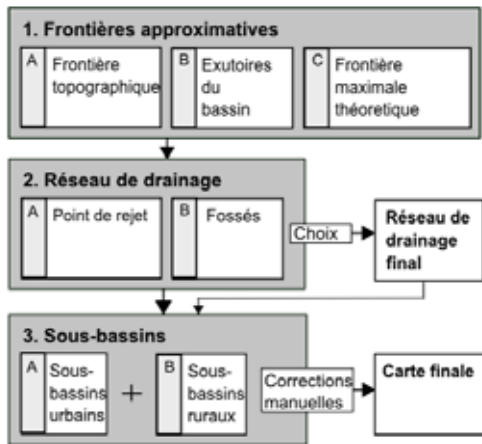 1. Frontières approximatives
A
Frontière
topographique
B
Exutoires
du
bassin
C
Frontière
maximale
théoretique
2. Réseau de drainage
A
Point de rejet
B
Fossés
Choix
Réseau de
drainage
final
3. Sous-bassins
A
Sous-
bassins
urbains
+
B
Sous-
bassins
ruraux
Corrections
manuelles
Carte finale